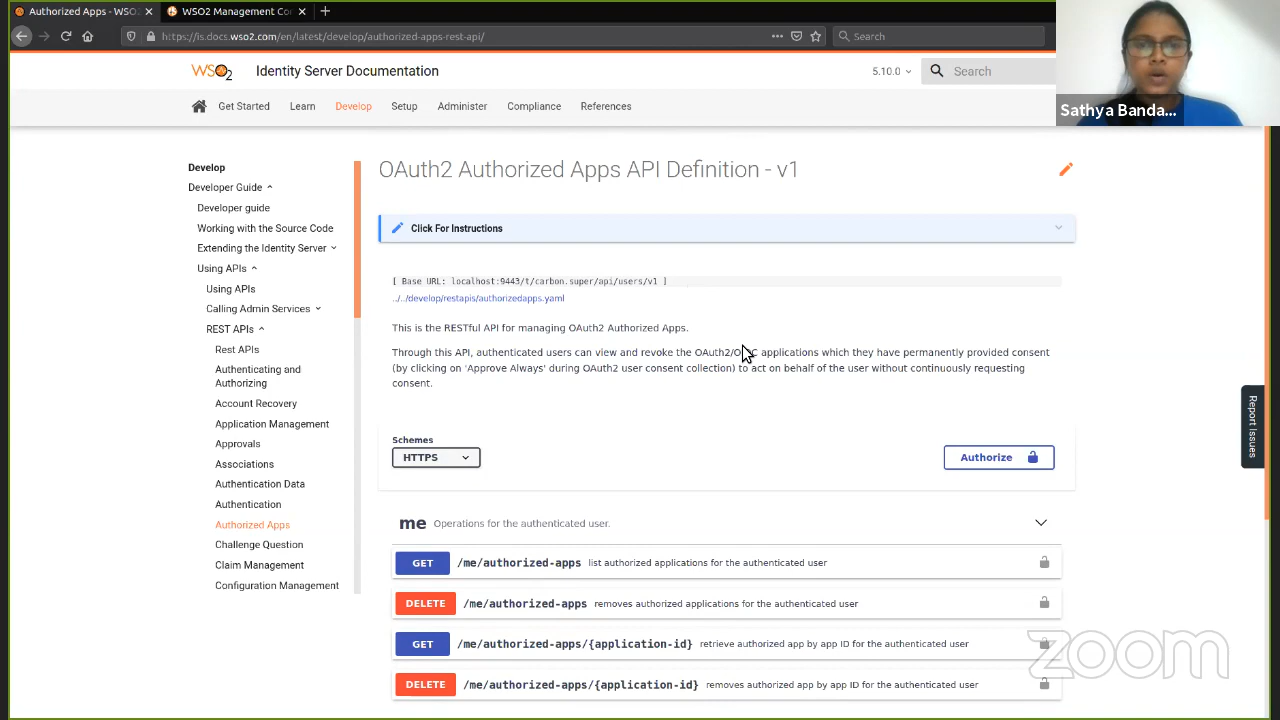 Authorized Apps - WSO2
WSO2 Management Co
https://is.docs.wso2.com/en/latest/develop/authorized-apps-rest-api/
Search
Sathya Banda...
WSO2
Identity Server Documentation
5.10.0
Search
Get Started
Learn
Develop
Setup
Administer
Compliance
References
Develop
Developer Guide
Developer guide
Working with the Source Code
Extending the Identity Server
Using APIs
Using APIs
Calling Admin Services
REST APIs
Rest APIs
Authenticating and
Authorizing
Account Recovery
Application Management
Approvals
Associations
Authentication Data
Authentication
Authorized Apps
Challenge Question
Claim Management
Configuration Management
OAuth2 Authorized Apps API Definition - v1
Click For Instructions
[ Base URL: localhost:9443/t/carbon.super/api/users/v1 ]
../../develop/restapis/authorizedapps.yaml
This is the RESTful API for managing OAuth2 Authorized Apps.
Through this API, authenticated users can view and revoke the OAuth2/OIDC applications which they have permanently provided consent
(by clicking on 'Approve Always' during OAuth2 user consent collection) to act on behalf of the user without continuously requesting
consent.
Schemes
HTTPS
Authorize
me Operations for the authenticated user.
GET /me/authorized-apps list authorized applications for the authenticated user
DELETE /me/authorized-apps removes authorized applications for the authenticated user
GET /me/authorized-apps/{application-id} retrieve authorized app by app ID for the authenticated user
DELETE /me/authorized-apps/{application-id} removes authorized app by app ID for the authenticated user
Report Issues
zoom